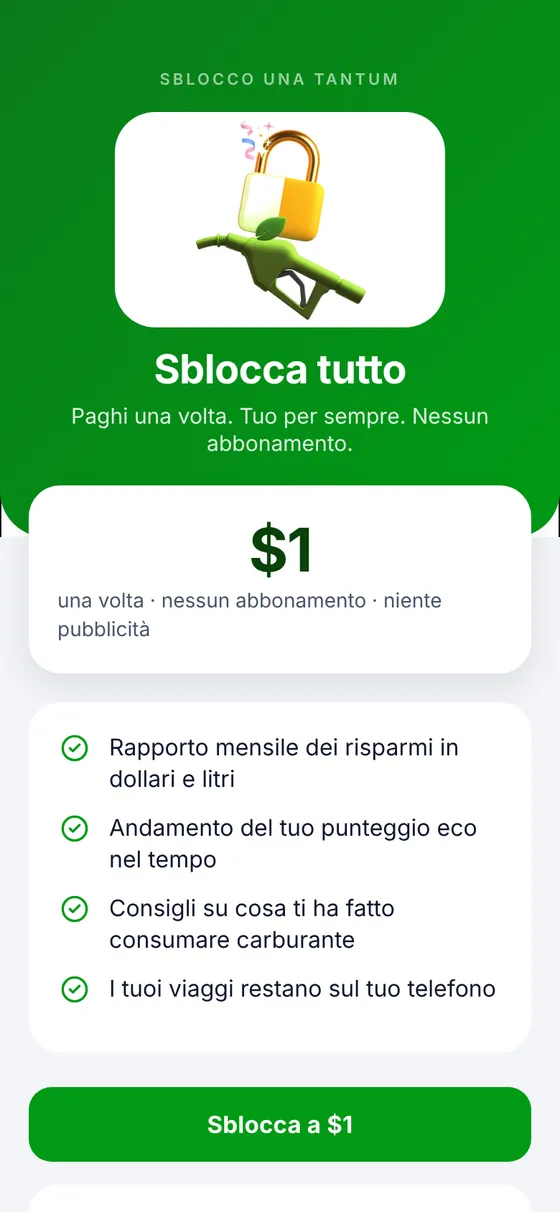 SBLOCCO UNA TANTUM
Sblocca tutto
Paghi una volta. Tuo per sempre. Nessun
abbonamento.
$1
una volta · nessun abbonamento · niente
pubblicità
Rapporto mensile dei risparmi in
dollari e litri
Andamento del tuo punteggio eco
nel tempo
Consigli su cosa ti ha fatto
consumare carburante
I tuoi viaggi restano sul tuo telefono
Sblocca a $1